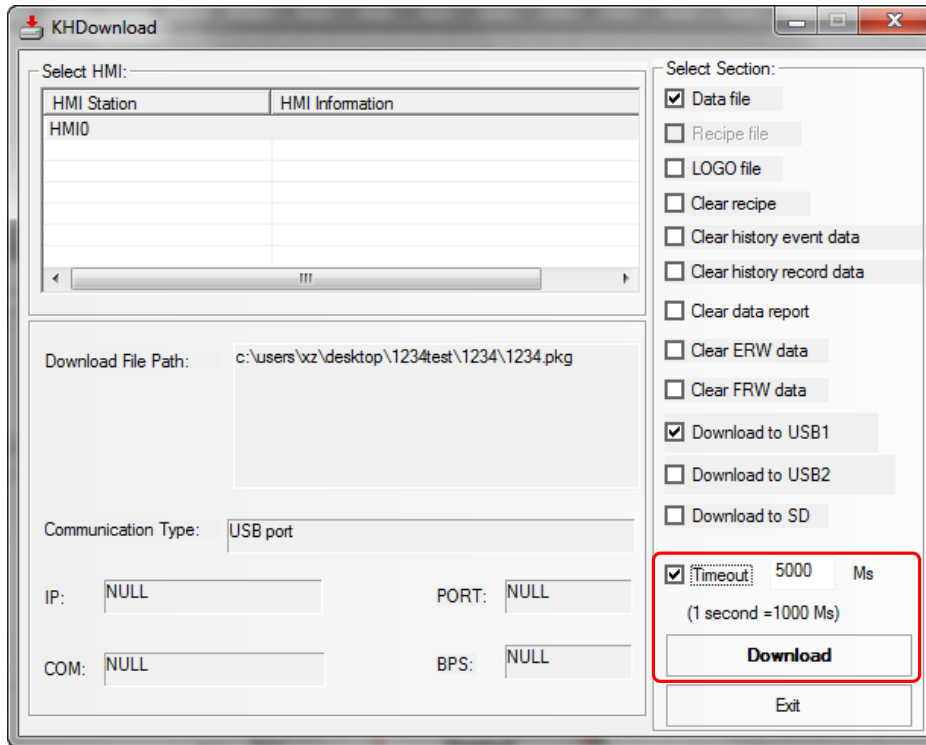 KHDownload
Select HMI:
HMI Station HMI Information
HMI0
Download File Path: c:\users\xz\desktop\1234test\1234\1234.pkg
Communication Type: USB port
IP: NULL PORT: NULL
COM: NULL BPS: NULL
Select Section:
Data file
Recipe file
LOGO file
Clear recipe
Clear history event data
Clear history record data
Clear data report
Clear ERW data
Clear FRW data
Download to USB1
Download to USB2
Download to SD
Timeout 5000 Ms
(1 second =1000 Ms)
Download
Exit